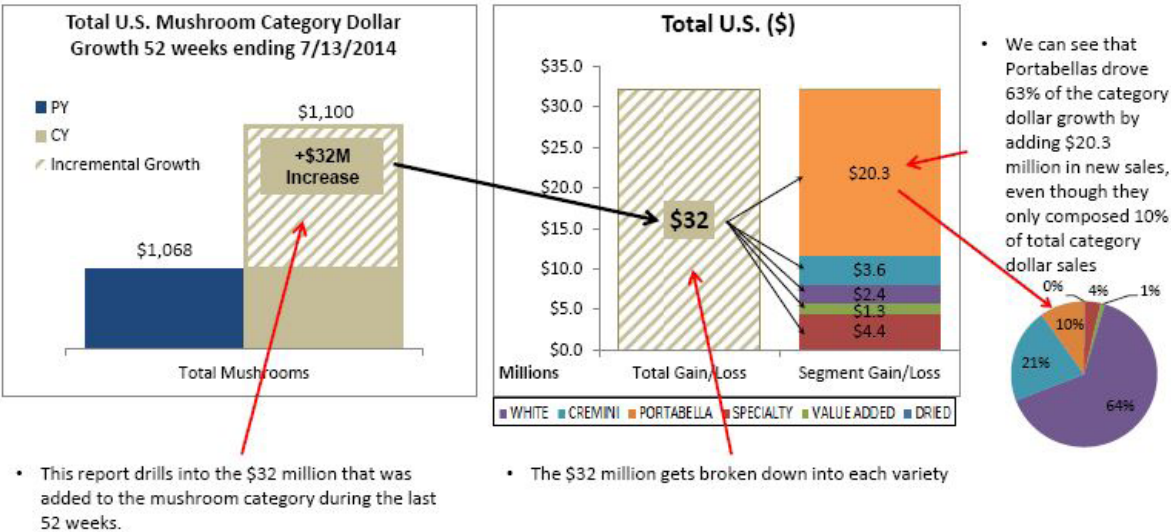 Total U.S. Mushroom Category Dollar
Growth 52 weeks ending 7/13/2014
PY
CY
Incremental Growth
$1,100
+$32M
Increase
$1,068
Total Mushrooms
Total U.S. ($)
$35.0
$30.0
$25.0
$20.0
$15.0
$10.0
$5.0
$0.0
$32
$20.3
$3.6
$2.4
$1.3
$4.4
Millions
Total Gain/Loss
Segment Gain/Loss
WHITE CREMINI PORTABELLA SPECIALTY VALUE ADDED DRIED
• We can see that
Portabellas drove
63% of the category
dollar growth by
adding $20.3
million in new sales,
even though they
only composed 10%
of total category
dollar sales
0%
4%
1%
10%
21%
64%
• This report drills into the $32 million that was
added to the mushroom category during the last
52 weeks.
• The $32 million gets broken down into each variety